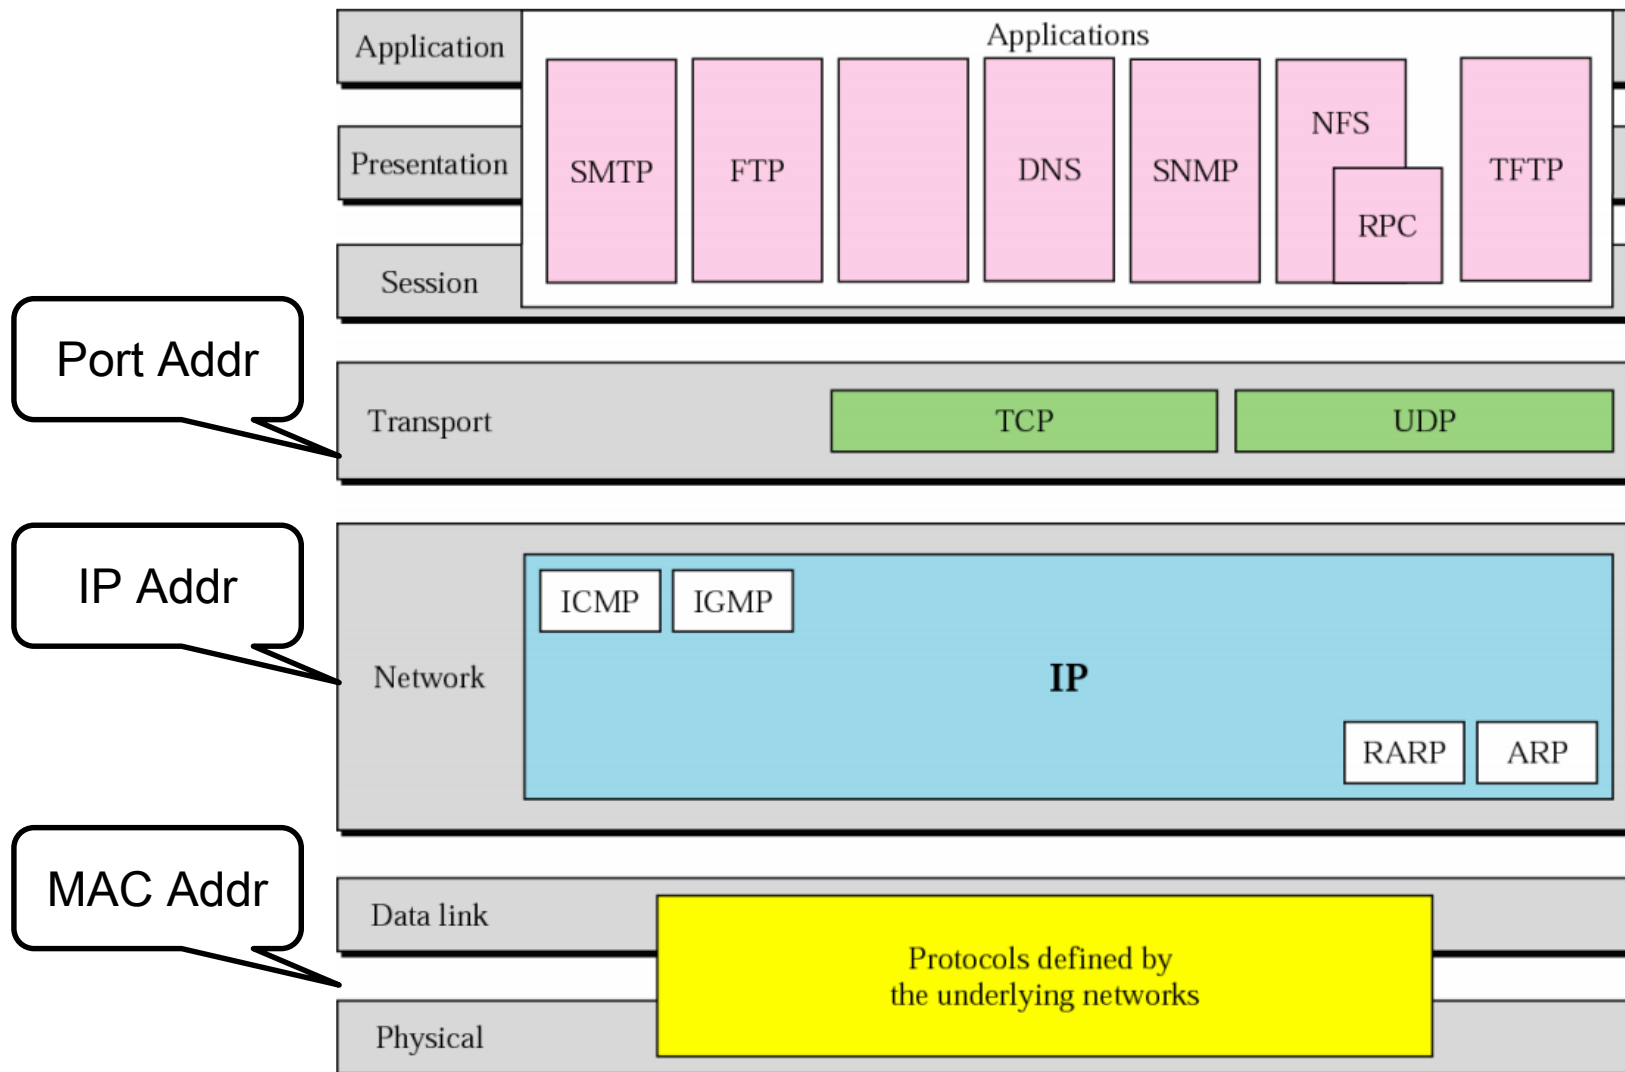 Application
Applications
SMTP
FTP
DNS
SNMP
NFS
RPC
TFTP
Presentation
Session
Port Addr
Transport
TCP
UDP
IP Addr
Network
ICMP
IGMP
IP
RARP
ARP
MAC Addr
Data link
Protocols defined by
the underlying networks
Physical